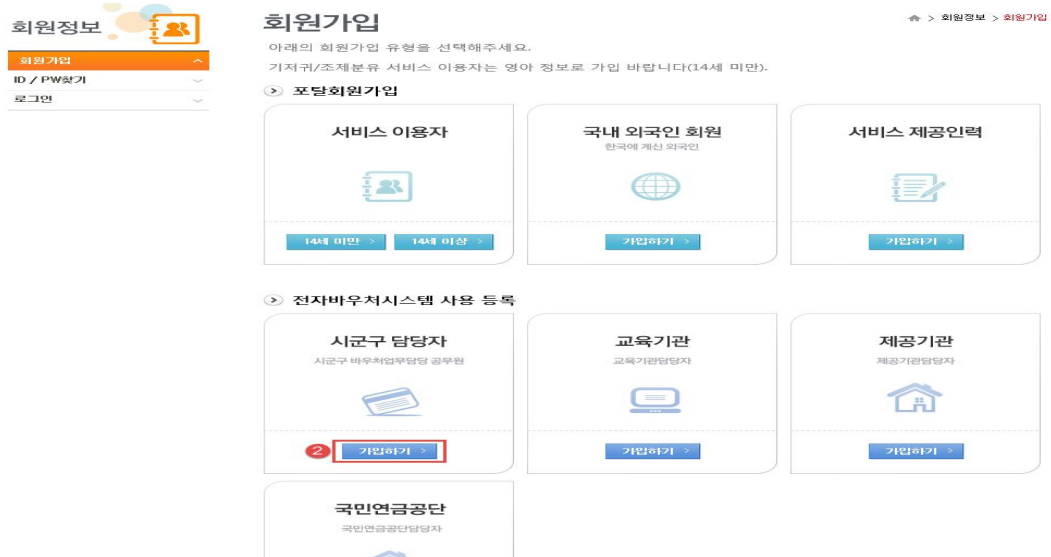 회원정보
회원가입
ID / PW찾기
로그인
회원가입
> 회원정보 > 회원가입
아래의 회원가입 유형을 선택해주세요.
기저귀/조제분유 서비스 이용자는 영아 정보로 가입 바랍니다(14세 미만).
포탈회원가입
서비스 이용자
14세 미만 >
14세 이상 >
국내 외국인 회원
한국에 계신 외국인
가입하기 >
서비스 제공인력
가입하기 >
전자바우처시스템 사용 등록
시군구 담당자
시군구 바우처업무담당 공무원
2 가입하기 >
교육기관
교육기관담당자
가입하기 >
제공기관
제공기관담당자
가입하기 >
국민연금공단
국민연금공단담당자